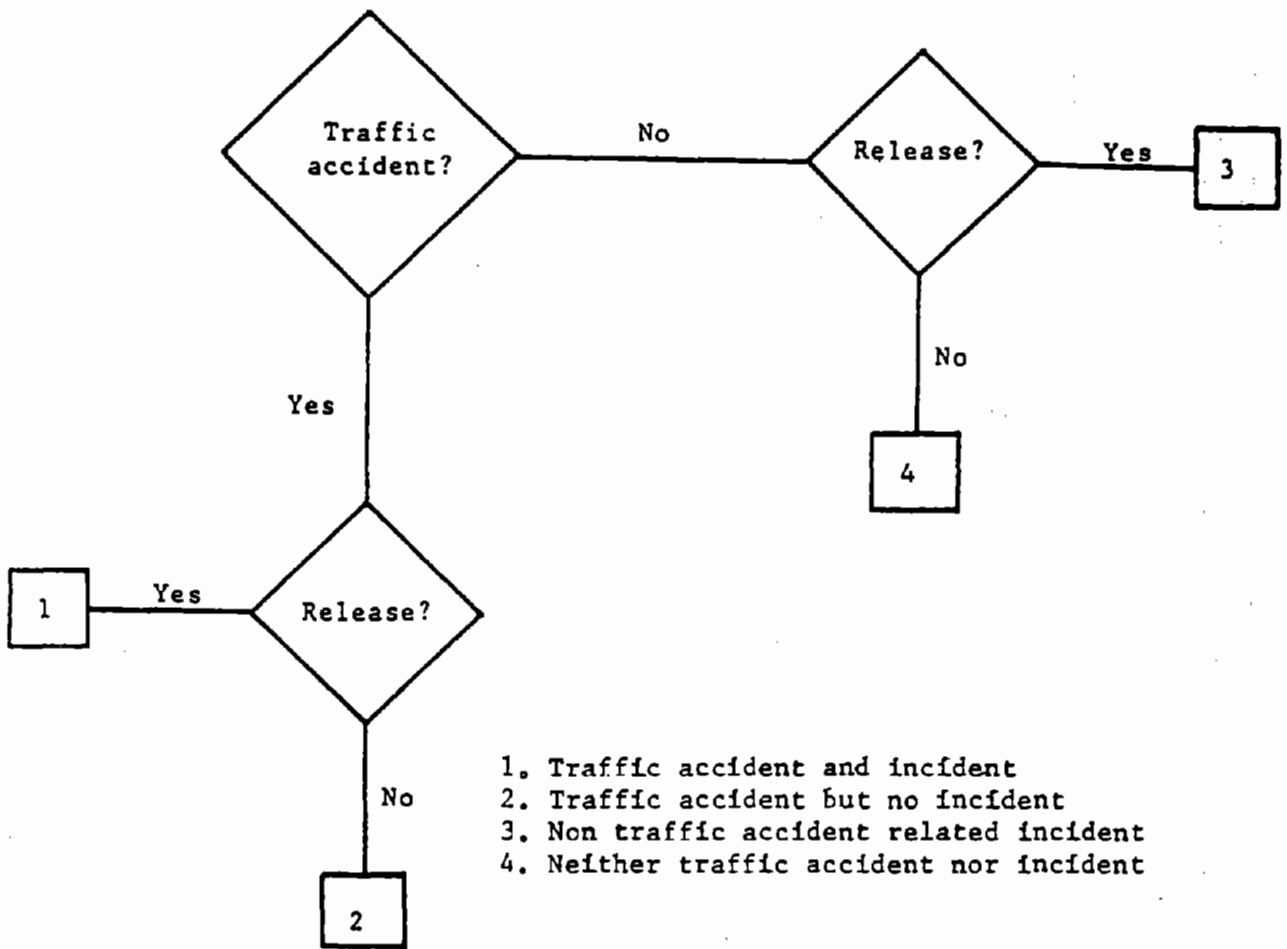 Traffic
accident?
No
Release?
Yes
3
No
4
Yes
Release?
Yes
1
No
2
1. Traffic accident and incident
2. Traffic accident but no incident
3. Non traffic accident related incident
4. Neither traffic accident nor incident